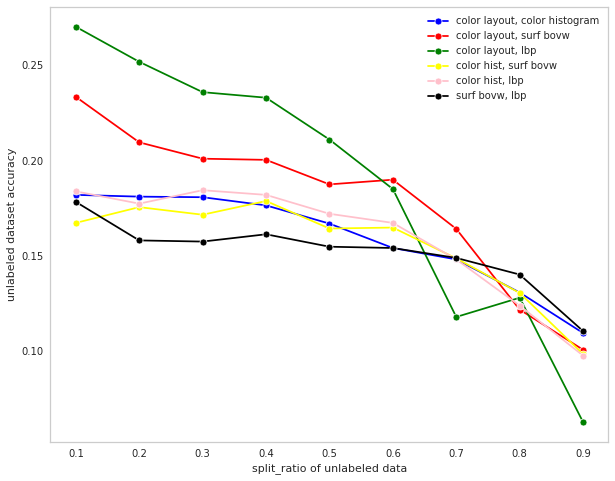 color layout, color histogram
color layout, surf bovw
color layout, lbp
color hist, surf bovw
color hist, lbp
surf bovw, lbp
unlabeled dataset accuracy
0.25
0.20
0.15
0.10
0.1 0.2 0.3 0.4 0.5 0.6 0.7 0.8 0.9
split_ratio of unlabeled data